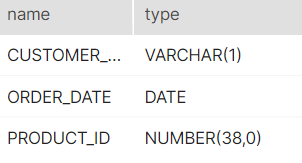 name type
CUSTOMER_... VARCHAR(1)
ORDER_DATE DATE
PRODUCT_ID NUMBER(38,0)